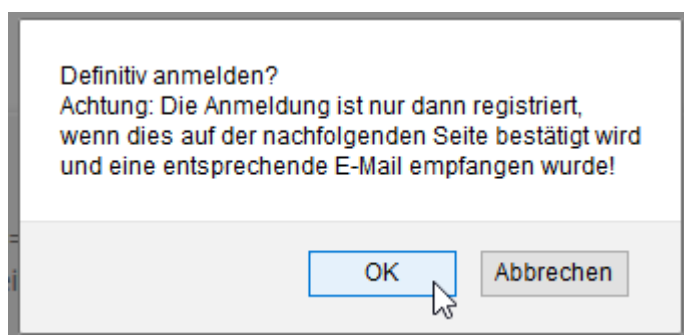 Definitiv anmelden?
Achtung: Die Anmeldung ist nur dann registriert,
wenn dies auf der nachfolgenden Seite bestätigt wird
und eine entsprechende E-Mail empfangen wurde!
OK
Abbrechen